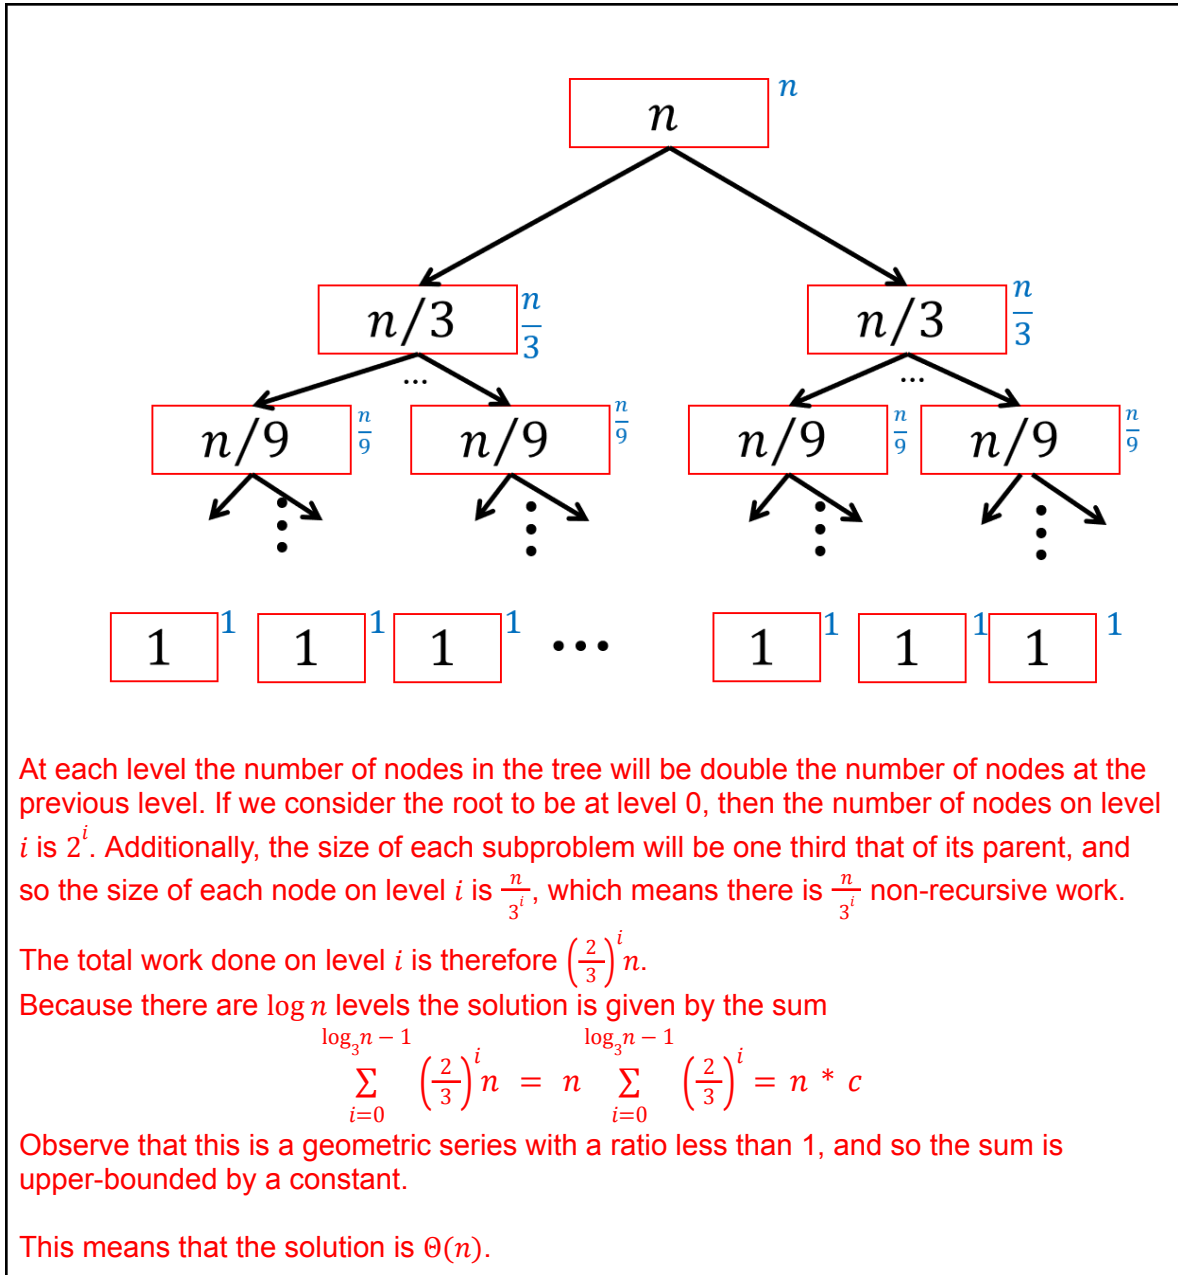 n n
n/3 n/3 n/3 n/3
... ...
n/9 n/9 n/9 n/9 n/9 n/9 n/9 n/9
1 1 1 1 1 1 ... 1 1 1 1 1 1
At each level the number of nodes in the tree will be double the number of nodes at the
previous level. If we consider the root to be at level 0, then the number of nodes on level
i is 2^i. Additionally, the size of each subproblem will be one third that of its parent, and
so the size of each node on level i is n/3^i, which means there is n/3^i non-recursive work.
The total work done on level i is therefore (2/3)^i n.
Because there are log n levels the solution is given by the sum
∑_{i=0}^{log_3 n − 1} (2/3)^i n = n ∑_{i=0}^{log_3 n − 1} (2/3)^i = n * c
Observe that this is a geometric series with a ratio less than 1, and so the sum is
upper-bounded by a constant.
This means that the solution is Θ(n).